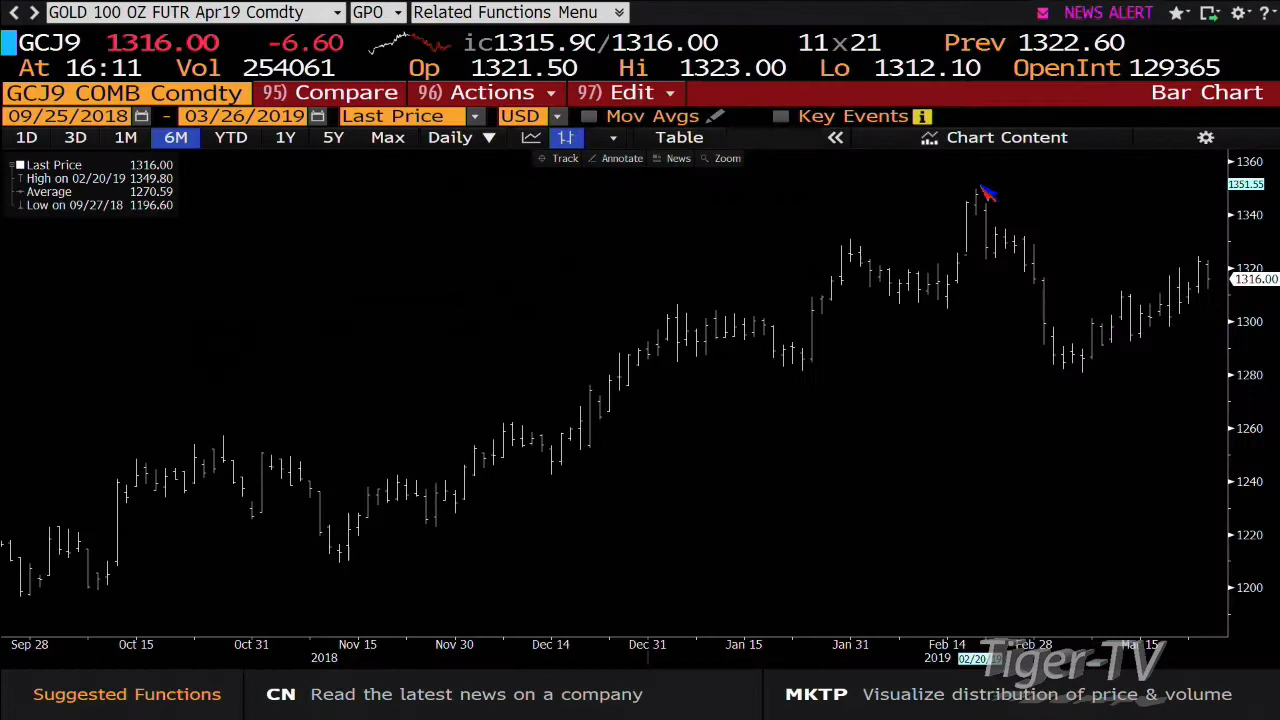 GOLD 100 OZ FUTR Apr19 Comdty GPO Related Functions Menu NEWS ALERT ?
GCJ9 1316.00 -6.60 ic1315.90/1316.00 11x21 Prev 1322.60
At 16:11 Vol 254061 Op 1321.50 Hi 1323.00 Lo 1312.10 OpenInt 129365
GCJ9 COMB Comdty 95) Compare 96) Actions 97) Edit Bar Chart
09/25/2018 - 03/26/2019 Last Price USD Mov Avgs Key Events i
1D 3D 1M 6M YTD 1Y 5Y Max Daily Table Chart Content
Track Annotate News Zoom
Last Price 1316.00
High on 02/20/19 1349.80
Average 1270.59
Low on 09/27/18 1196.60
1360
1351.55
1340
1320
1316.00
1300
1280
1260
1240
1220
1200
Sep 28 Oct 15 Oct 31 Nov 15 Nov 30 Dec 14 Dec 31 Jan 15 Jan 31 Feb 14 Feb 28 Mar 15
2018 2019 02/20/19
Tiger-TV
Suggested Functions CN Read the latest news on a company MKTP Visualize distribution of price & volume